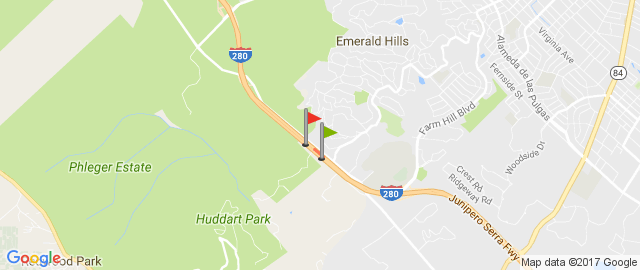 Emerald Hills
280
Virginia Ave
Alameda de las Pulgas
Fernside St
84
Farm Hill Blvd
Woodside Dr
Phleger Estate
Crest Rd
Ridgeway Rd
280
Junipero Serra Fwy
Huddart Park
Google
Park
Map data ©2017 Google